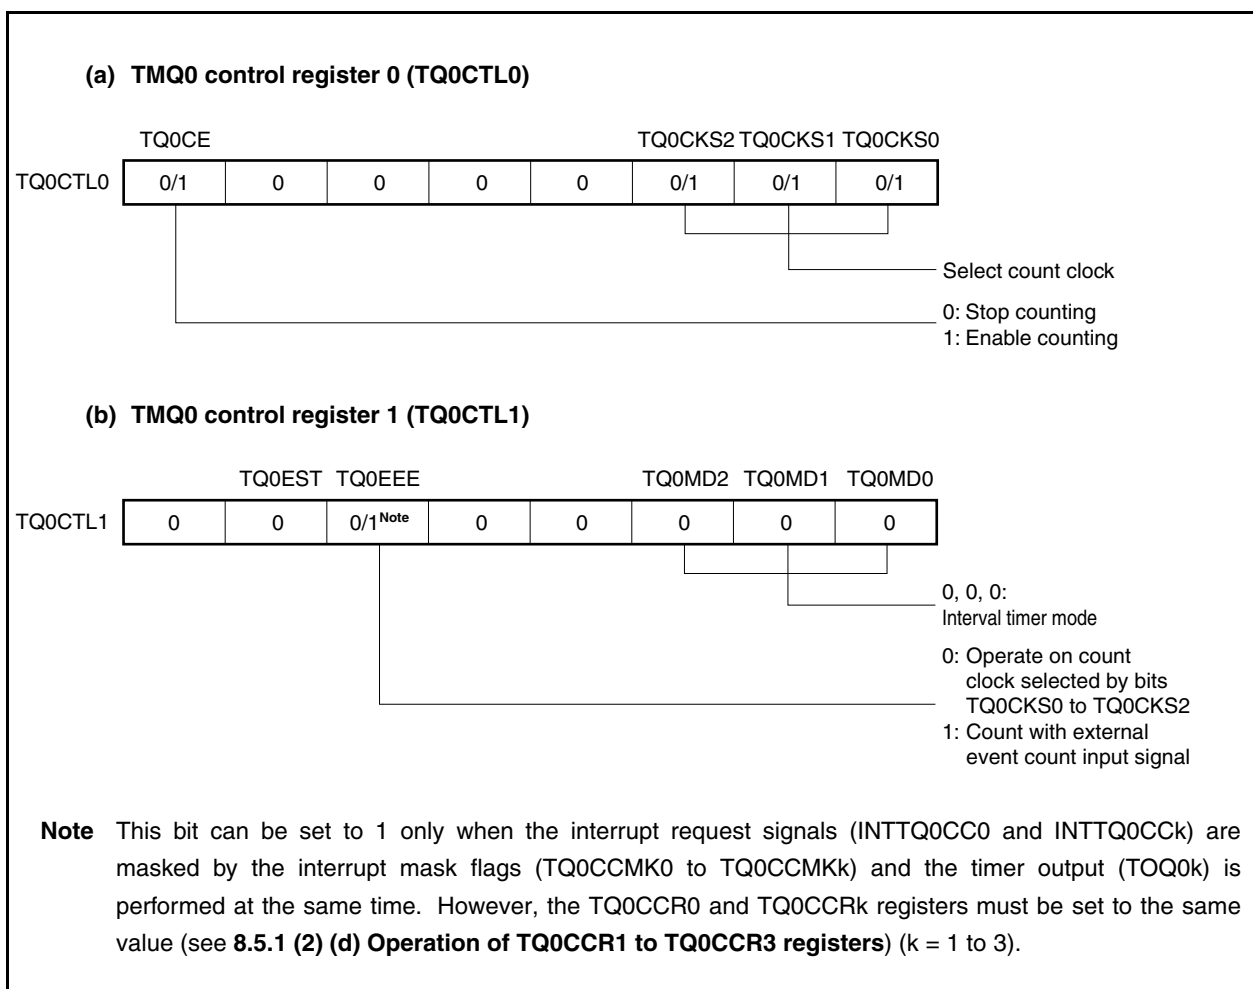 (a) TMQ0 control register 0 (TQ0CTL0)
TQ0CE TQ0CKS2 TQ0CKS1 TQ0CKS0
TQ0CTL0 0/1 0 0 0 0 0/1 0/1 0/1
Select count clock
0: Stop counting
1: Enable counting
(b) TMQ0 control register 1 (TQ0CTL1)
TQ0EST TQ0EEE TQ0MD2 TQ0MD1 TQ0MD0
TQ0CTL1 0 0 0/1Note 0 0 0 0 0
0, 0, 0:
Interval timer mode
0: Operate on count
clock selected by bits
TQ0CKS0 to TQ0CKS2
1: Count with external
event count input signal
Note This bit can be set to 1 only when the interrupt request signals (INTTQ0CC0 and INTTQ0CCk) are
masked by the interrupt mask flags (TQ0CCMK0 to TQ0CCMKk) and the timer output (TOQ0k) is
performed at the same time. However, the TQ0CCR0 and TQ0CCRk registers must be set to the same
value (see 8.5.1 (2) (d) Operation of TQ0CCR1 to TQ0CCR3 registers) (k = 1 to 3).